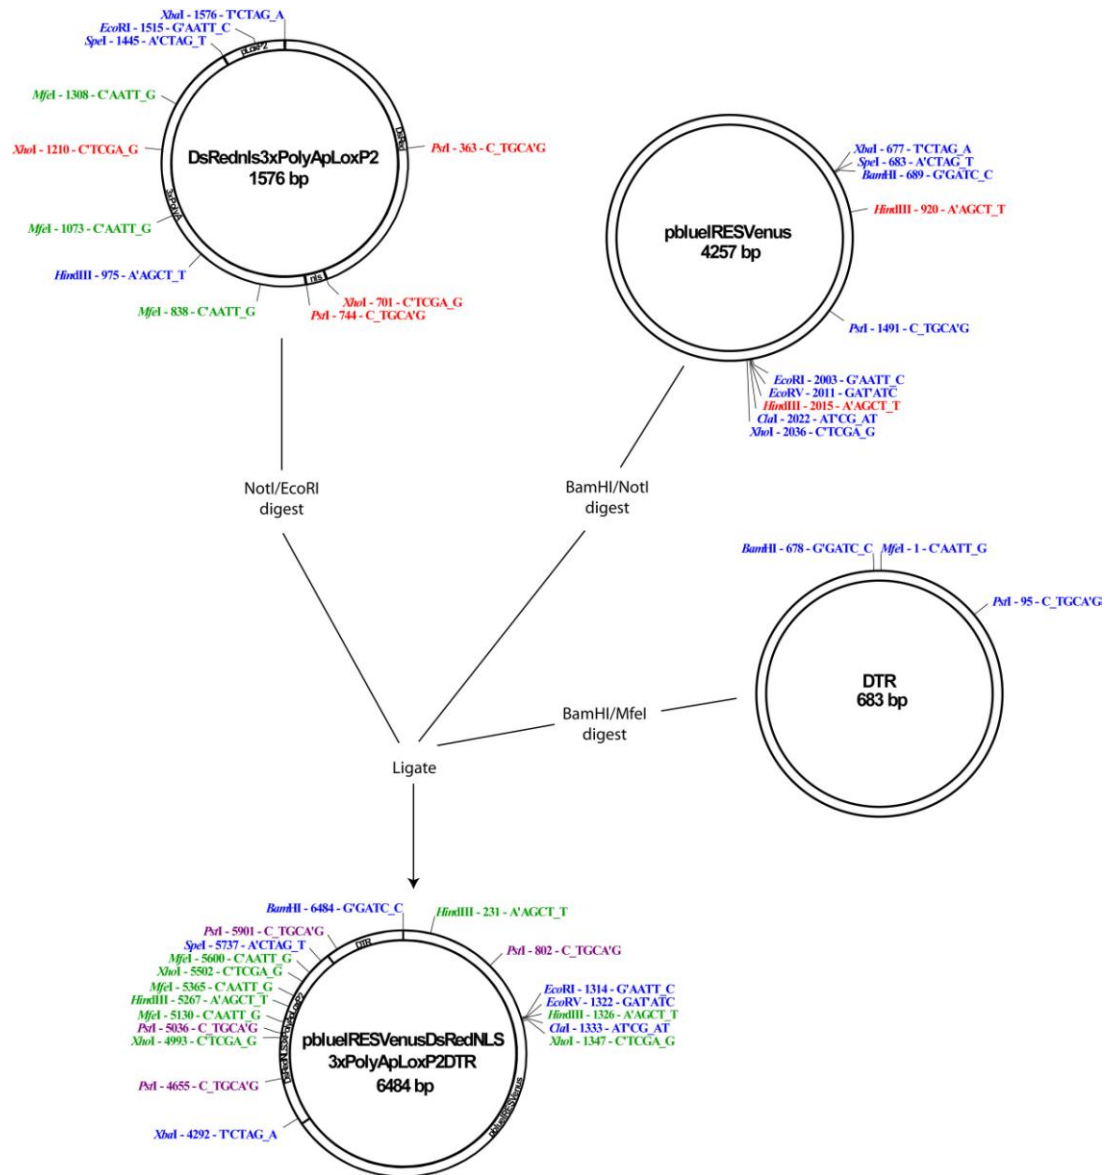 XbaI - 1576 - T'CTAG_A
EcoRI - 1515 - G'AATT_C
SpeI - 1445 - A'CTAG_T
pLoxP2
MfeI - 1308 - C'AATT_G
XhoI - 1210 - C'TCGA_G
DsRednls3xPolyApLoxP2
1576 bp
DsRed
PstI - 363 - C_TGCA'G
3xPolyA
MfeI - 1073 - C'AATT_G
HindIII - 975 - A'AGCT_T
MfeI - 838 - C'AATT_G
nls
XhoI - 701 - C'TCGA_G
PstI - 744 - C_TGCA'G
XbaI - 677 - T'CTAG_A
SpeI - 683 - A'CTAG_T
BamHI - 689 - G'GATC_C
HindIII - 920 - A'AGCT_T
pblueIRESVenus
4257 bp
PstI - 1491 - C_TGCA'G
EcoRI - 2003 - G'AATT_C
EcoRV - 2011 - GAT'ATC
HindIII - 2015 - A'AGCT_T
ClaI - 2022 - AT'CG_AT
XhoI - 2036 - C'TCGA_G
NotI/EcoRI
digest
BamHI/NotI
digest
BamHI - 678 - G'GATC_C
MfeI - 1 - C'AATT_G
PstI - 95 - C_TGCA'G
DTR
683 bp
BamHI/MfeI
digest
Ligate
BamHI - 6484 - G'GATC_C
HindIII - 231 - A'AGCT_T
PstI - 5901 - C_TGCA'G
DTR
SpeI - 5737 - A'CTAG_T
PstI - 802 - C_TGCA'G
MfeI - 5600 - C'AATT_G
XhoI - 5502 - C'TCGA_G
MfeI - 5365 - C'AATT_G
HindIII - 5267 - A'AGCT_T
MfeI - 5130 - C'AATT_G
PstI - 5036 - C_TGCA'G
XhoI - 4993 - C'TCGA_G
DsRedNLS3xPolyApLoxP2
EcoRI - 1314 - G'AATT_C
EcoRV - 1322 - GAT'ATC
HindIII - 1326 - A'AGCT_T
ClaI - 1333 - AT'CG_AT
XhoI - 1347 - C'TCGA_G
pblueIRESVenusDsRedNLS
3xPolyApLoxP2DTR
6484 bp
PstI - 4655 - C_TGCA'G
pblueIRESVenus
XbaI - 4292 - T'CTAG_A